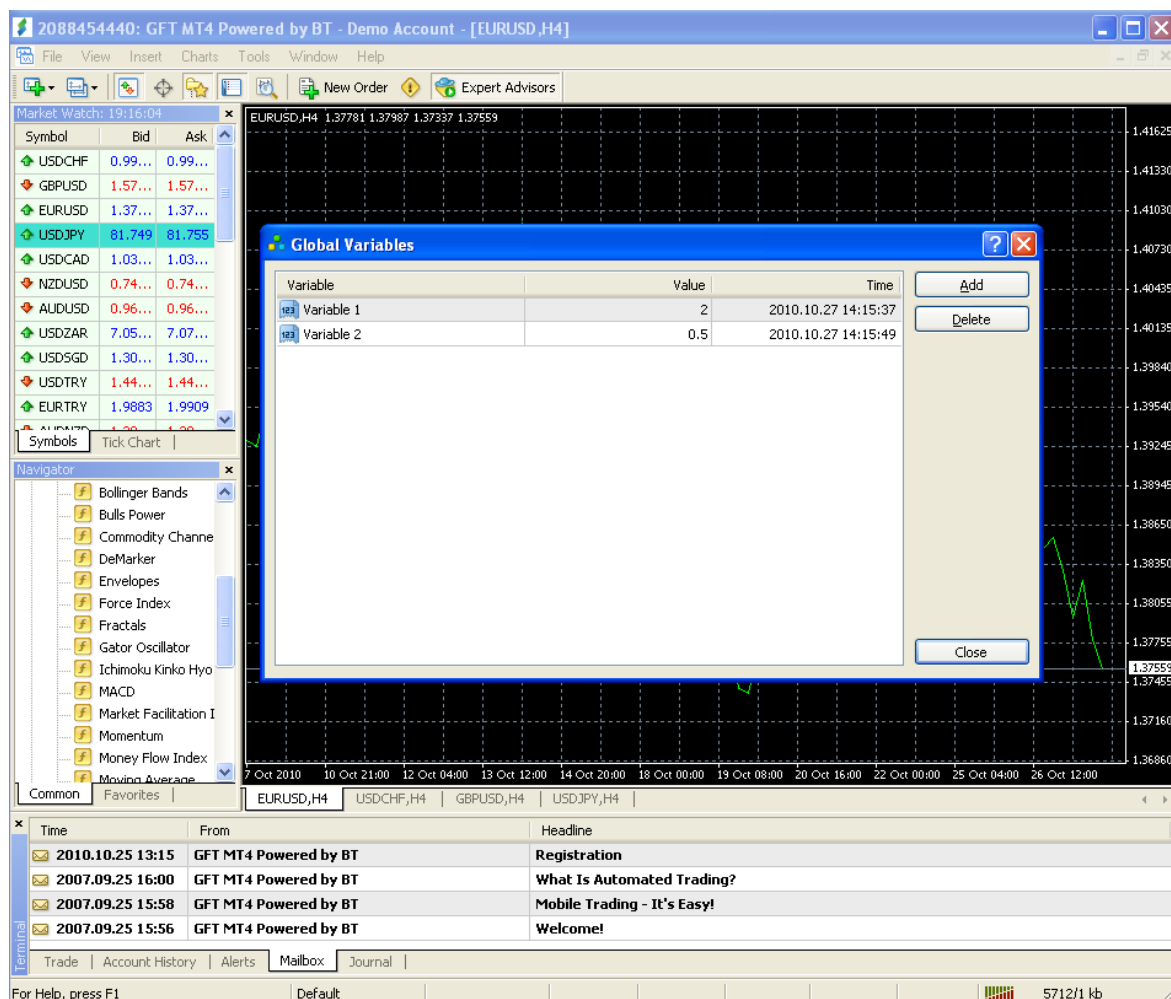 2088454440: GFT MT4 Powered by BT - Demo Account - [EURUSD,H4]
File View Insert Charts Tools Window Help
New Order Expert Advisors
Market Watch: 19:16:04
Symbol Bid Ask
USDCHF 0.99... 0.99...
GBPUSD 1.57... 1.57...
EURUSD 1.37... 1.37...
USDJPY 81.749 81.755
USDCAD 1.03... 1.03...
NZDUSD 0.74... 0.74...
AUDUSD 0.96... 0.96...
USDZAR 7.05... 7.07...
USDSGD 1.30... 1.30...
USDTRY 1.44... 1.44...
EURTRY 1.9883 1.9909
Symbols Tick Chart
Navigator
Bollinger Bands
Bulls Power
Commodity Channe
DeMarker
Envelopes
Force Index
Fractals
Gator Oscillator
Ichimoku Kinko Hyo
MACD
Market Facilitation I
Momentum
Money Flow Index
Moving Average
Common Favorites
EURUSD,H4 1.37781 1.37987 1.37337 1.37559
1.41625
1.41330
1.41030
1.40730
1.40435
1.40135
1.39840
1.39540
1.39245
1.38945
1.38650
1.38350
1.38055
1.37755
1.37559
1.37455
1.37160
1.36860
Global Variables
Variable Value Time
Variable 1 2 2010.10.27 14:15:37
Variable 2 0.5 2010.10.27 14:15:49
Add
Delete
Close
7 Oct 2010 10 Oct 21:00 12 Oct 04:00 13 Oct 12:00 14 Oct 20:00 18 Oct 00:00 19 Oct 08:00 20 Oct 16:00 22 Oct 00:00 25 Oct 04:00 26 Oct 12:00
EURUSD,H4 USDCHF,H4 GBPUSD,H4 USDJPY,H4
Time From Headline
2010.10.25 13:15 GFT MT4 Powered by BT Registration
2007.09.25 16:00 GFT MT4 Powered by BT What Is Automated Trading?
2007.09.25 15:58 GFT MT4 Powered by BT Mobile Trading - It's Easy!
2007.09.25 15:56 GFT MT4 Powered by BT Welcome!
Terminal
Trade Account History Alerts Mailbox Journal
For Help, press F1 Default 5712/1 kb